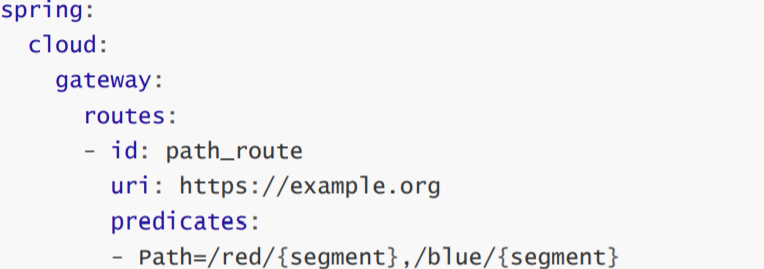 spring:
  cloud:
    gateway:
      routes:
      - id: path_route
        uri: https://example.org
        predicates:
        - Path=/red/{segment},/blue/{segment}